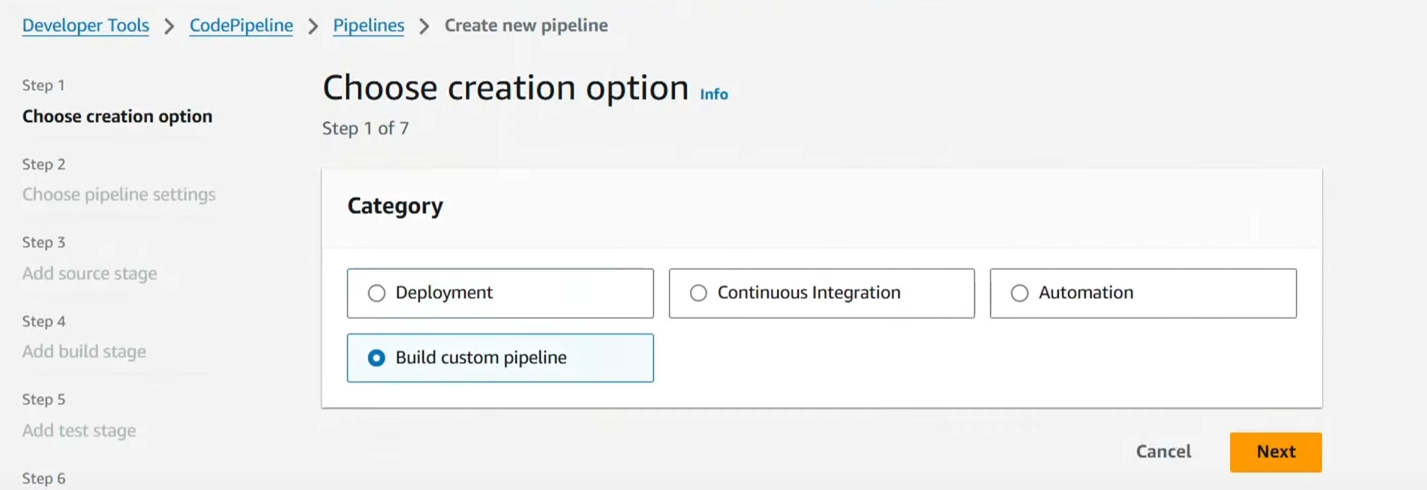 Developer Tools > CodePipeline > Pipelines > Create new pipeline
Step 1
Choose creation option
Step 2
Choose pipeline settings
Step 3
Add source stage
Step 4
Add build stage
Step 5
Add test stage
Step 6
Choose creation option Info
Step 1 of 7
Category
Deployment
Continuous Integration
Automation
Build custom pipeline
Cancel
Next